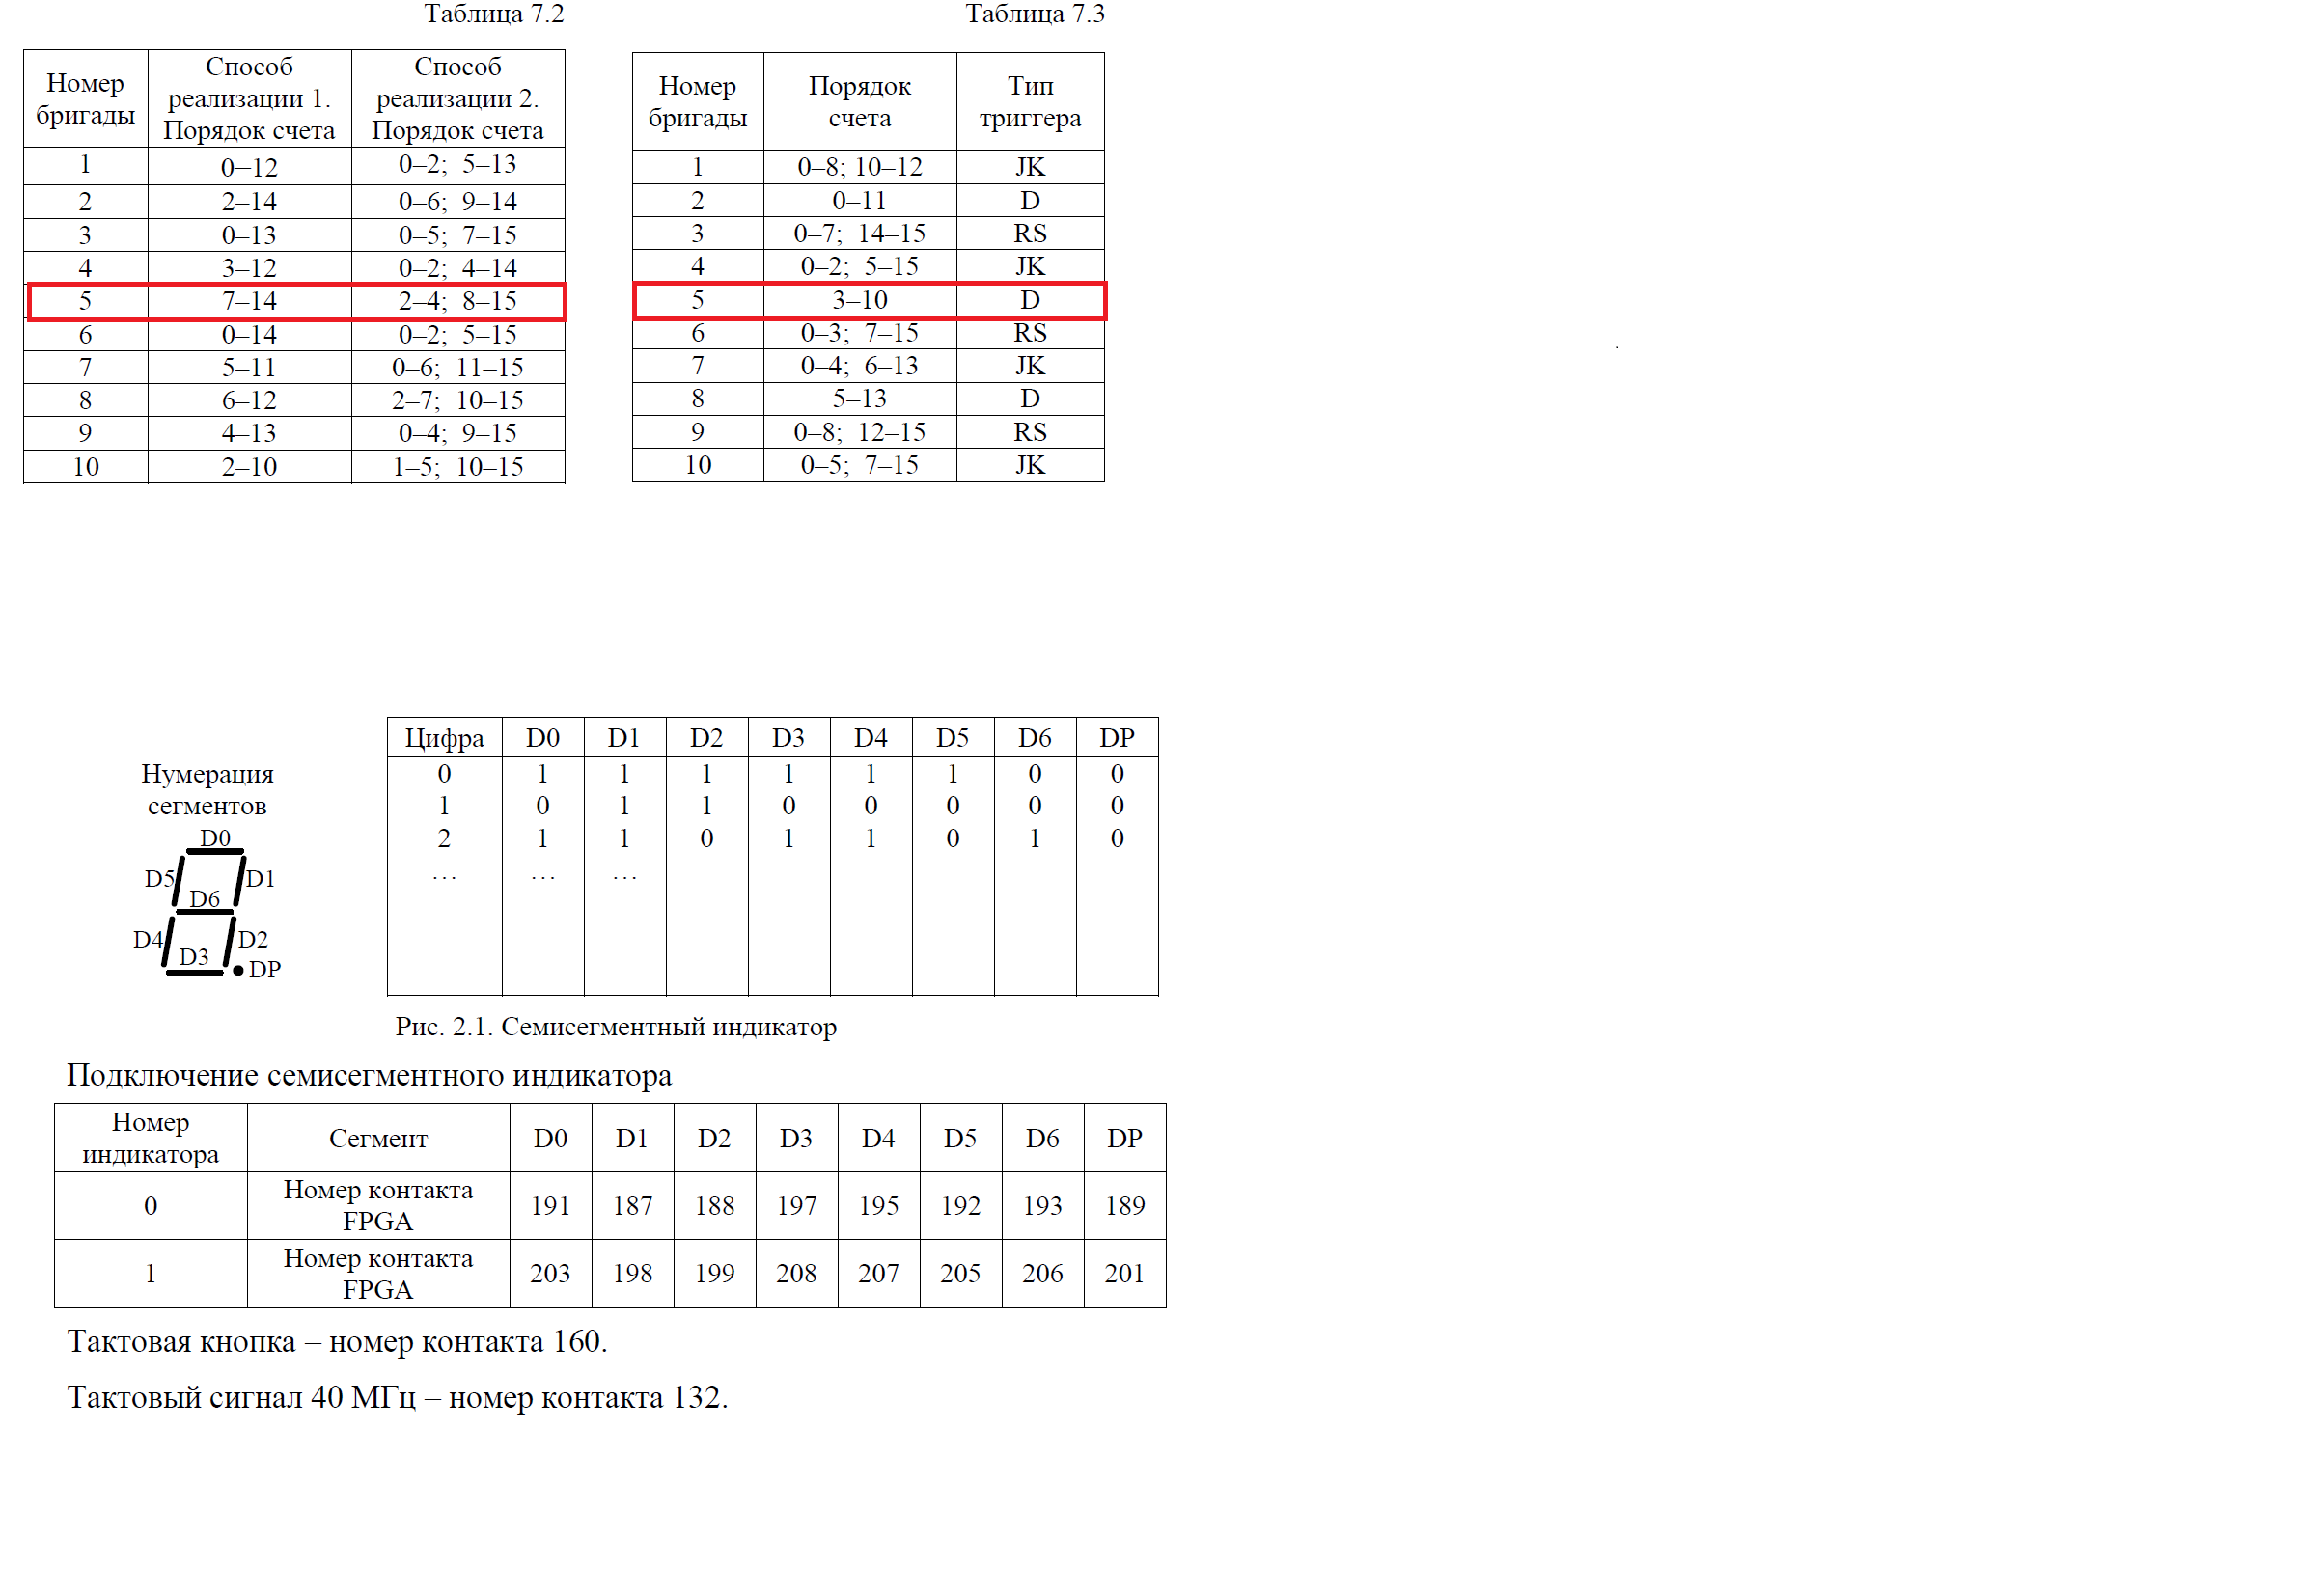 Таблица 7.2
Номер бригады | Способ реализации 1. Порядок счета | Способ реализации 2. Порядок счета
1 | 0–12 | 0–2; 5–13
2 | 2–14 | 0–6; 9–14
3 | 0–13 | 0–5; 7–15
4 | 3–12 | 0–2; 4–14
5 | 7–14 | 2–4; 8–15
6 | 0–14 | 0–2; 5–15
7 | 5–11 | 0–6; 11–15
8 | 6–12 | 2–7; 10–15
9 | 4–13 | 0–4; 9–15
10 | 2–10 | 1–5; 10–15
Таблица 7.3
Номер бригады | Порядок счета | Тип триггера
1 | 0–8; 10–12 | JK
2 | 0–11 | D
3 | 0–7; 14–15 | RS
4 | 0–2; 5–15 | JK
5 | 3–10 | D
6 | 0–3; 7–15 | RS
7 | 0–4; 6–13 | JK
8 | 5–13 | D
9 | 0–8; 12–15 | RS
10 | 0–5; 7–15 | JK
Нумерация
сегментов
D0
D5 D1
D6
D4 D2
D3
DP
Цифра | D0 | D1 | D2 | D3 | D4 | D5 | D6 | DP
0 | 1 | 1 | 1 | 1 | 1 | 1 | 0 | 0
1 | 0 | 1 | 1 | 0 | 0 | 0 | 0 | 0
2 | 1 | 1 | 0 | 1 | 1 | 0 | 1 | 0
… | … | …
Рис. 2.1. Семисегментный индикатор
Подключение семисегментного индикатора
Номер индикатора | Сегмент | D0 | D1 | D2 | D3 | D4 | D5 | D6 | DP
0 | Номер контакта FPGA | 191 | 187 | 188 | 197 | 195 | 192 | 193 | 189
1 | Номер контакта FPGA | 203 | 198 | 199 | 208 | 207 | 205 | 206 | 201
Тактовая кнопка – номер контакта 160.
Тактовый сигнал 40 МГц – номер контакта 132.